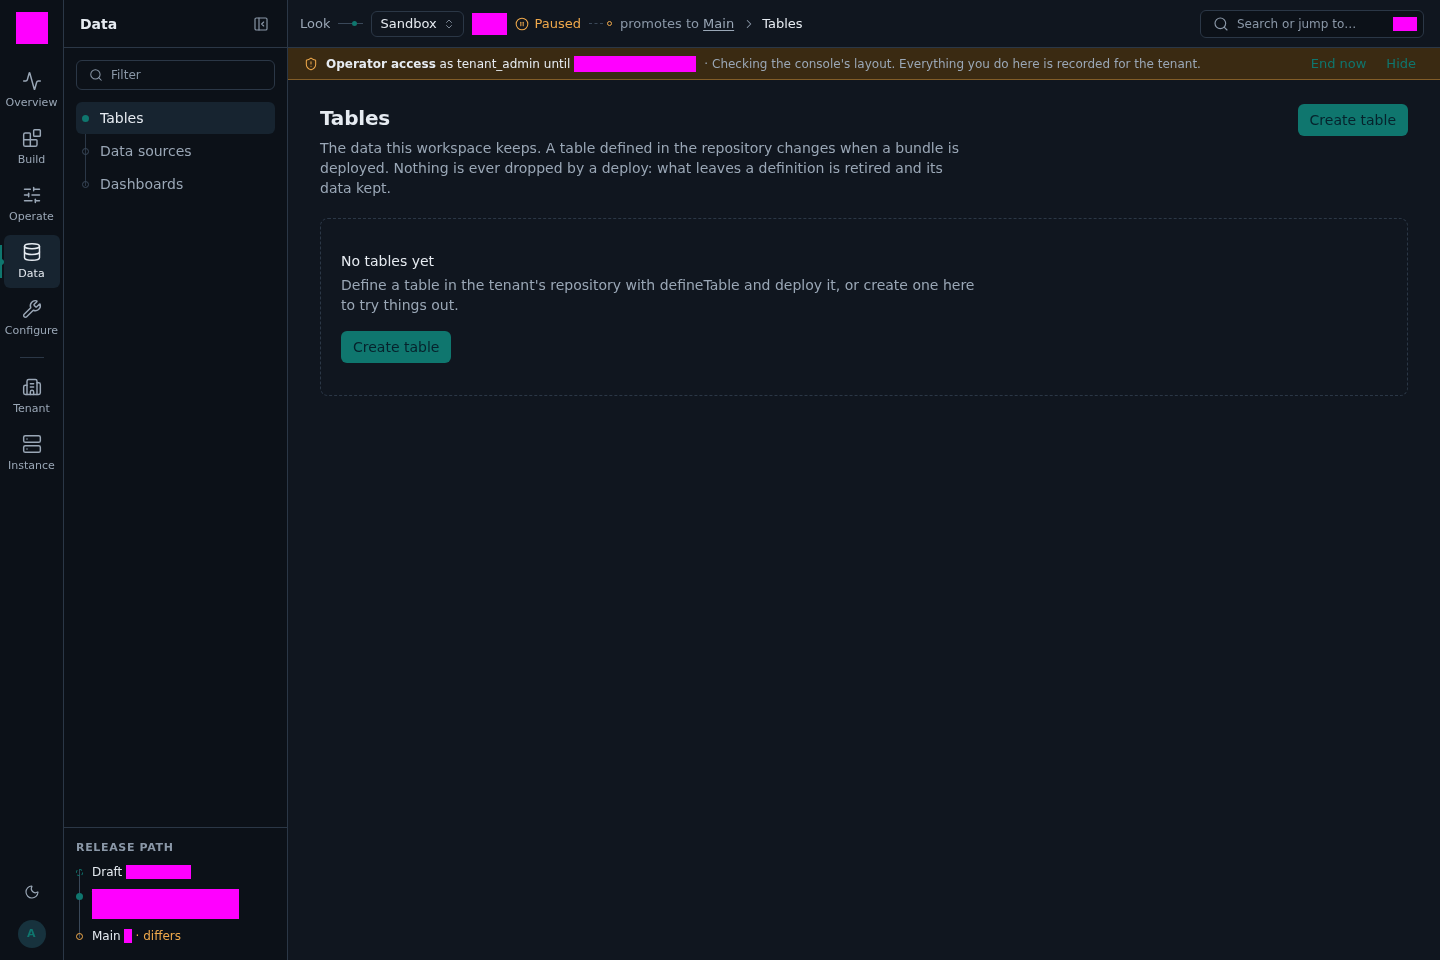 Data
Filter
Tables
Data sources
Dashboards
Overview
Build
Operate
Data
Configure
Tenant
Instance
A
RELEASE PATH
Draft
Main · differs
Look Sandbox Paused promotes to Main Tables
Search or jump to...
Operator access as tenant_admin until · Checking the console's layout. Everything you do here is recorded for the tenant.
End now Hide
Tables
Create table
The data this workspace keeps. A table defined in the repository changes when a bundle is
deployed. Nothing is ever dropped by a deploy: what leaves a definition is retired and its
data kept.
No tables yet
Define a table in the tenant's repository with defineTable and deploy it, or create one here
to try things out.
Create table